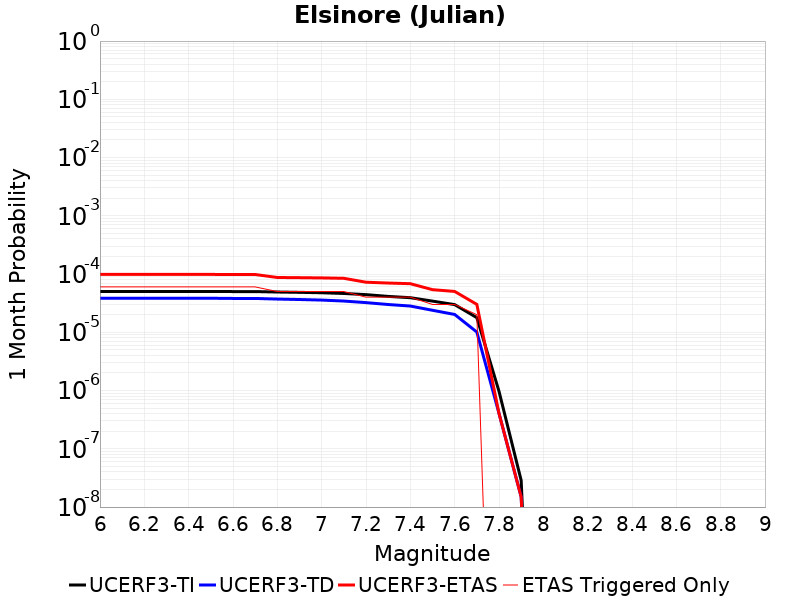 Elsinore (Julian)
10^0
10^-1
10^-2
10^-3
10^-4
10^-5
10^-6
10^-7
10^-8
1 Month Probability
6 6.2 6.4 6.6 6.8 7 7.2 7.4 7.6 7.8 8 8.2 8.4 8.6 8.8 9
Magnitude
UCERF3-TI UCERF3-TD UCERF3-ETAS ETAS Triggered Only